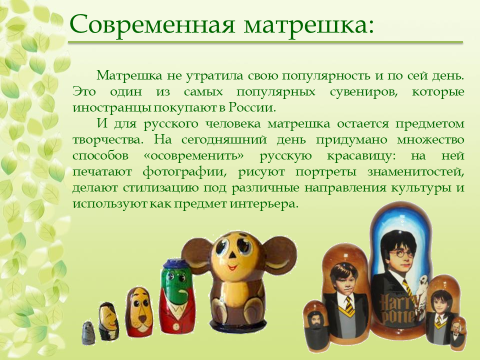 Современная матрешка:
Матрешка не утратила свою популярность и по сей день.
Это один из самых популярных сувениров, которые
иностранцы покупают в России.
И для русского человека матрешка остается предметом
творчества. На сегодняшний день придумано множество
способов «осовременить» русскую красавицу: на ней
печатают фотографии, рисуют портреты знаменитостей,
делают стилизацию под различные направления культуры и
используют как предмет интерьера.
Harry
Potter